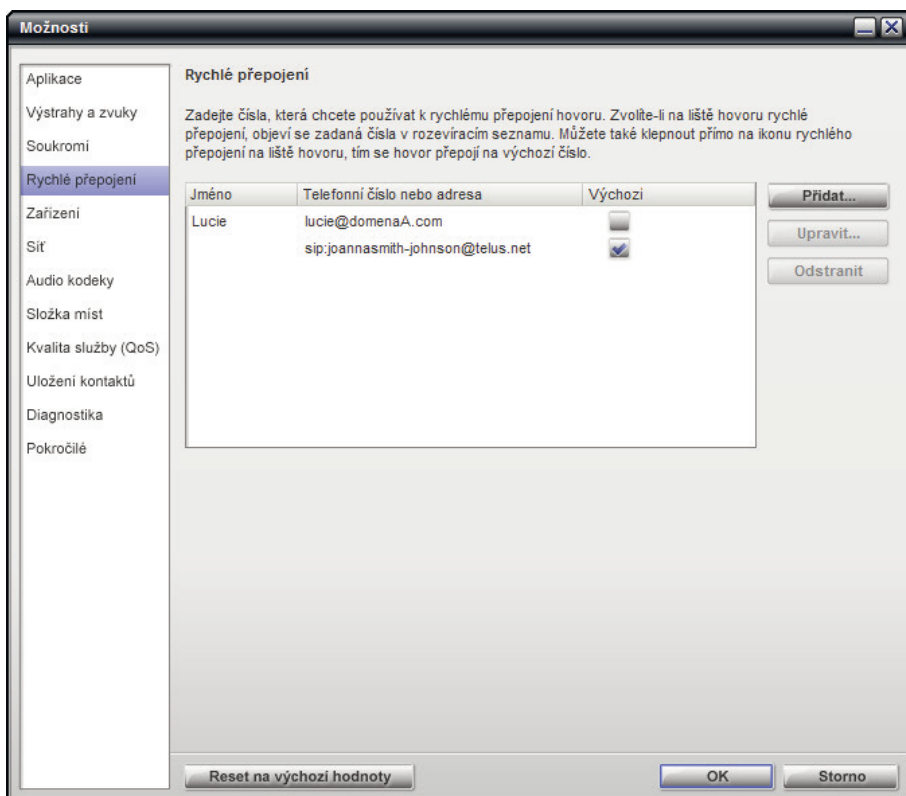 Možnosti
Aplikace
Výstrahy a zvuky
Soukromí
Rychlé přepojení
Zařízení
Síť
Audio kodeky
Složka míst
Kvalita služby (QoS)
Uložení kontaktů
Diagnostika
Pokročilé
Rychlé přepojení
Zadejte čísla, která chcete používat k rychlému přepojení hovoru. Zvolíte-li na liště hovoru rychlé
přepojení, objeví se zadaná čísla v rozevíracím seznamu. Můžete také klepnout přímo na ikonu rychlého
přepojení na liště hovoru, tím se hovor přepojí na výchozí číslo.
Jméno Telefonní číslo nebo adresa Výchozí
Lucie lucie@domenaA.com
sip:joannasmith-johnson@telus.net
Přidat...
Upravit...
Odstranit
Reset na výchozí hodnoty OK Storno